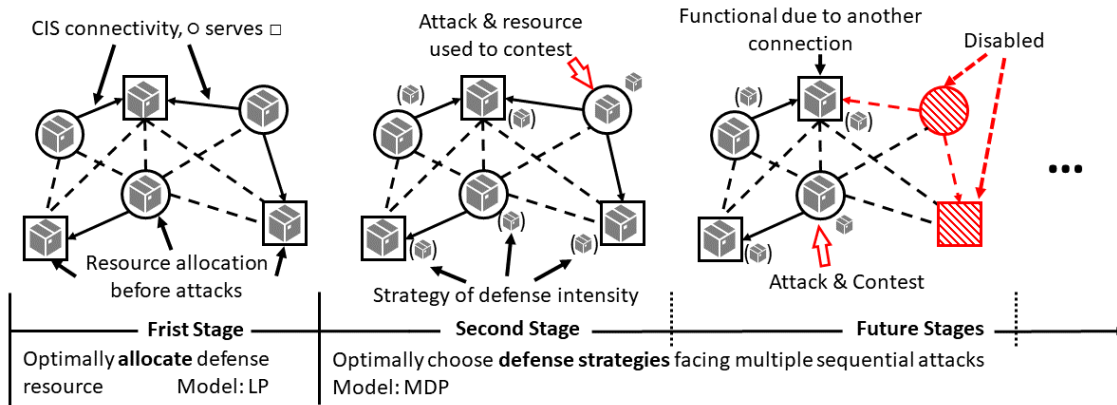 CIS connectivity, ○ serves □
Resource allocation
before attacks
Attack & resource
used to contest
Strategy of defense intensity
Functional due to another
connection
Disabled
Attack & Contest
...
Frist Stage
Second Stage
Future Stages
Optimally allocate defense
resource Model: LP
Optimally choose defense strategies facing multiple sequential attacks
Model: MDP